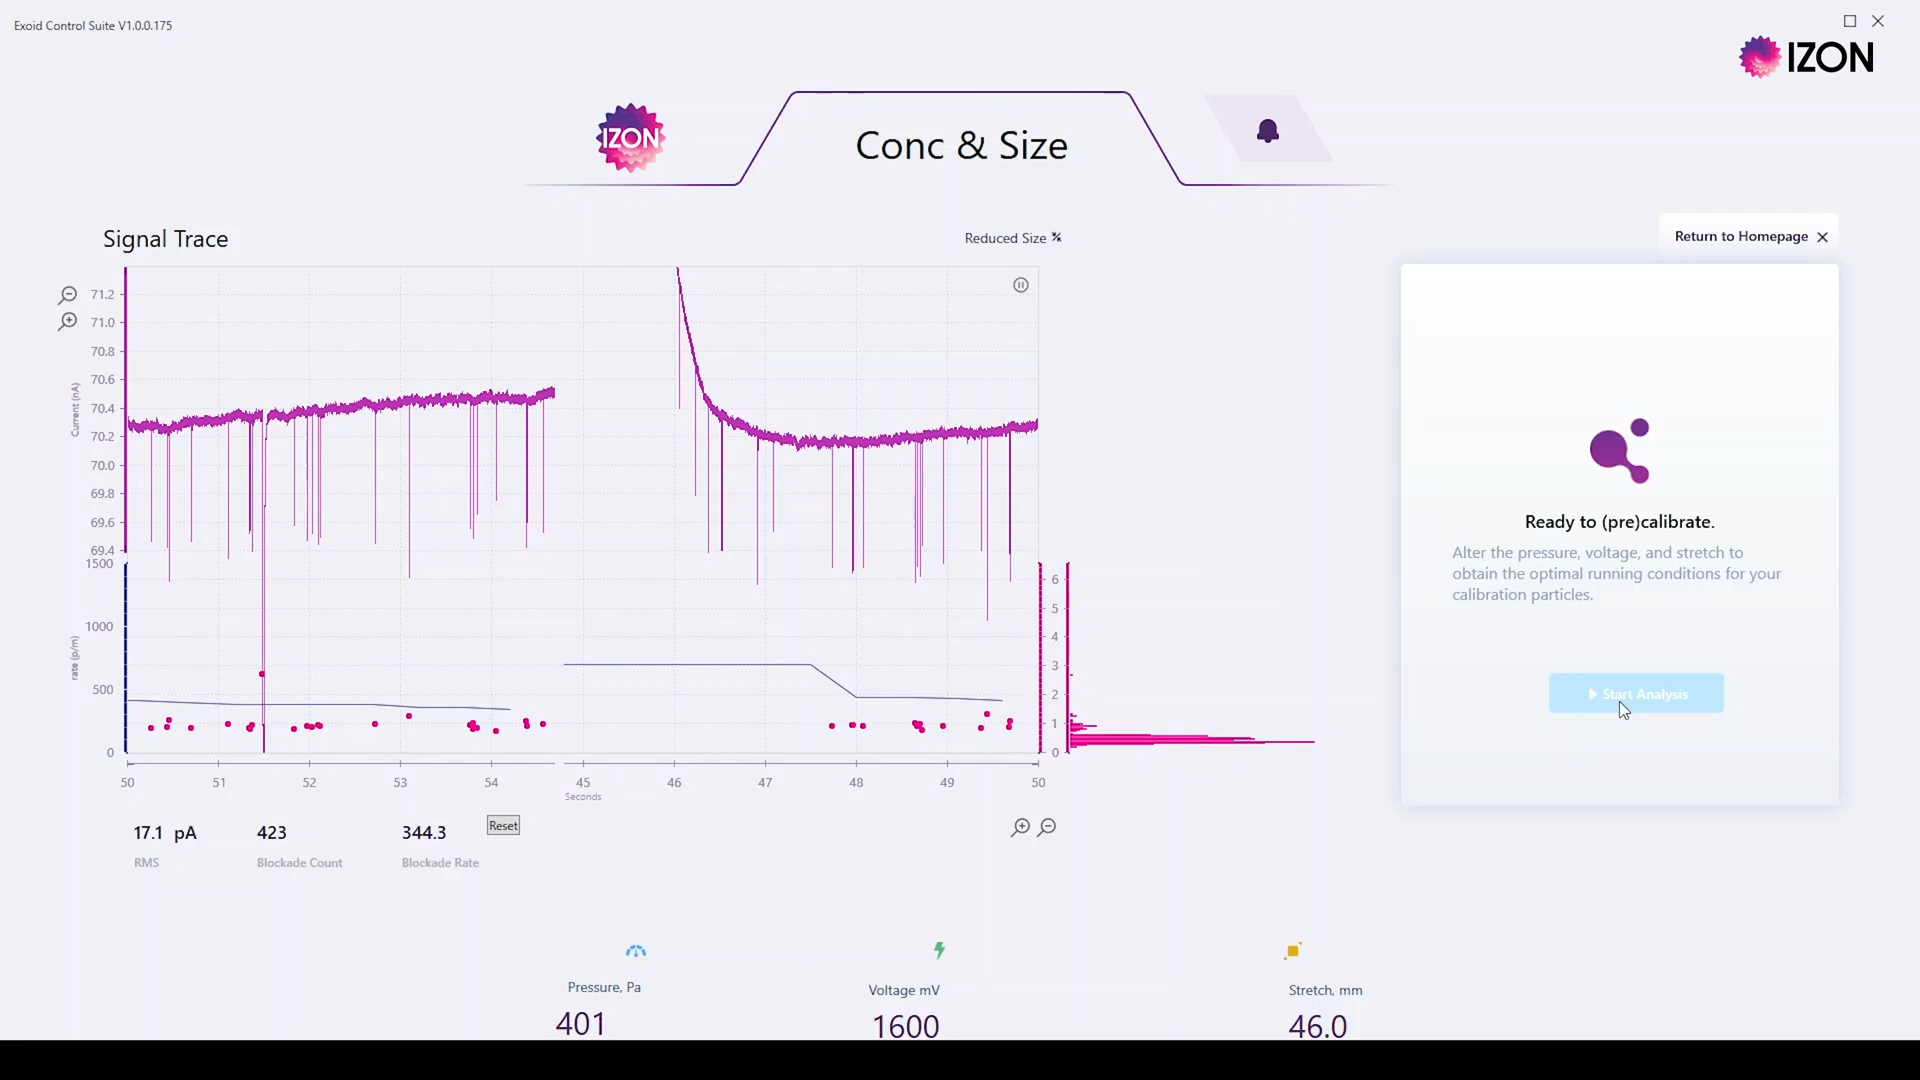 Exoid Control Suite V1.0.0.175
IZON
IZON
Conc & Size
Signal Trace
Reduced Size
Return to Homepage
71.2
71.0
70.8
70.6
70.4
70.2
70.0
69.8
69.6
69.4
Current (nA)
1500
1000
500
0
rate (p/m)
6
5
4
3
2
1
0
50 51 52 53 54 45 46 47 48 49 50
Seconds
Ready to (pre)calibrate.
Alter the pressure, voltage, and stretch to
obtain the optimal running conditions for your
calibration particles.
Start Analysis
17.1 pA 423 344.3 Reset
RMS Blockade Count Blockade Rate
Pressure, Pa Voltage mV Stretch, mm
401 1600 46.0